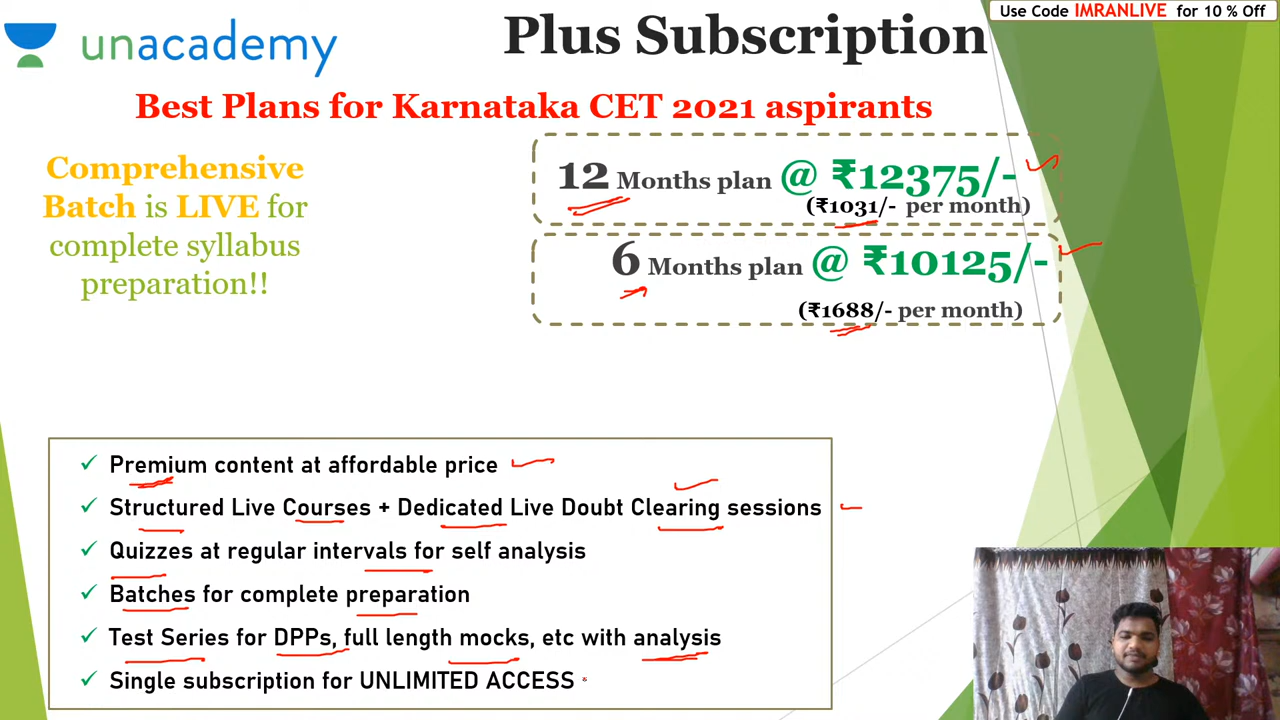 Use Code IMRANLIVE for 10 % Off
unacademy
Plus Subscription
Best Plans for Karnataka CET 2021 aspirants
Comprehensive
Batch is LIVE for
complete syllabus
preparation!!
12 Months plan @ ₹12375/-
(₹1031/- per month)
6 Months plan @ ₹10125/-
(₹1688/- per month)
✓ Premium content at affordable price
✓ Structured Live Courses + Dedicated Live Doubt Clearing sessions
✓ Quizzes at regular intervals for self analysis
✓ Batches for complete preparation
✓ Test Series for DPPs, full length mocks, etc with analysis
✓ Single subscription for UNLIMITED ACCESS